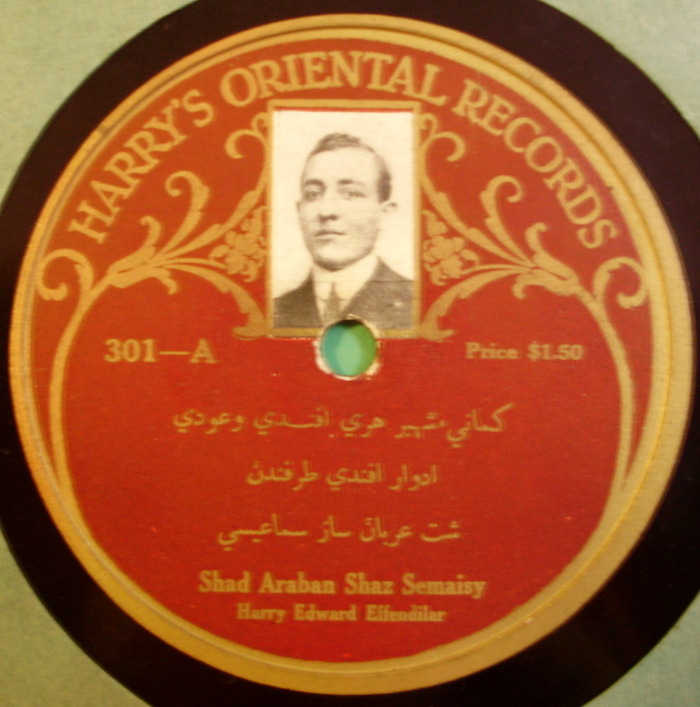 HARRY'S ORIENTAL RECORDS
301—A
Price $1.50
كماني ٴشهير هري افندي وعودي
ادوار افندي طرفندن
شت عربان ساز سماعيسي
Shad Araban Shaz Semaisy
Harry Edward Effendilar